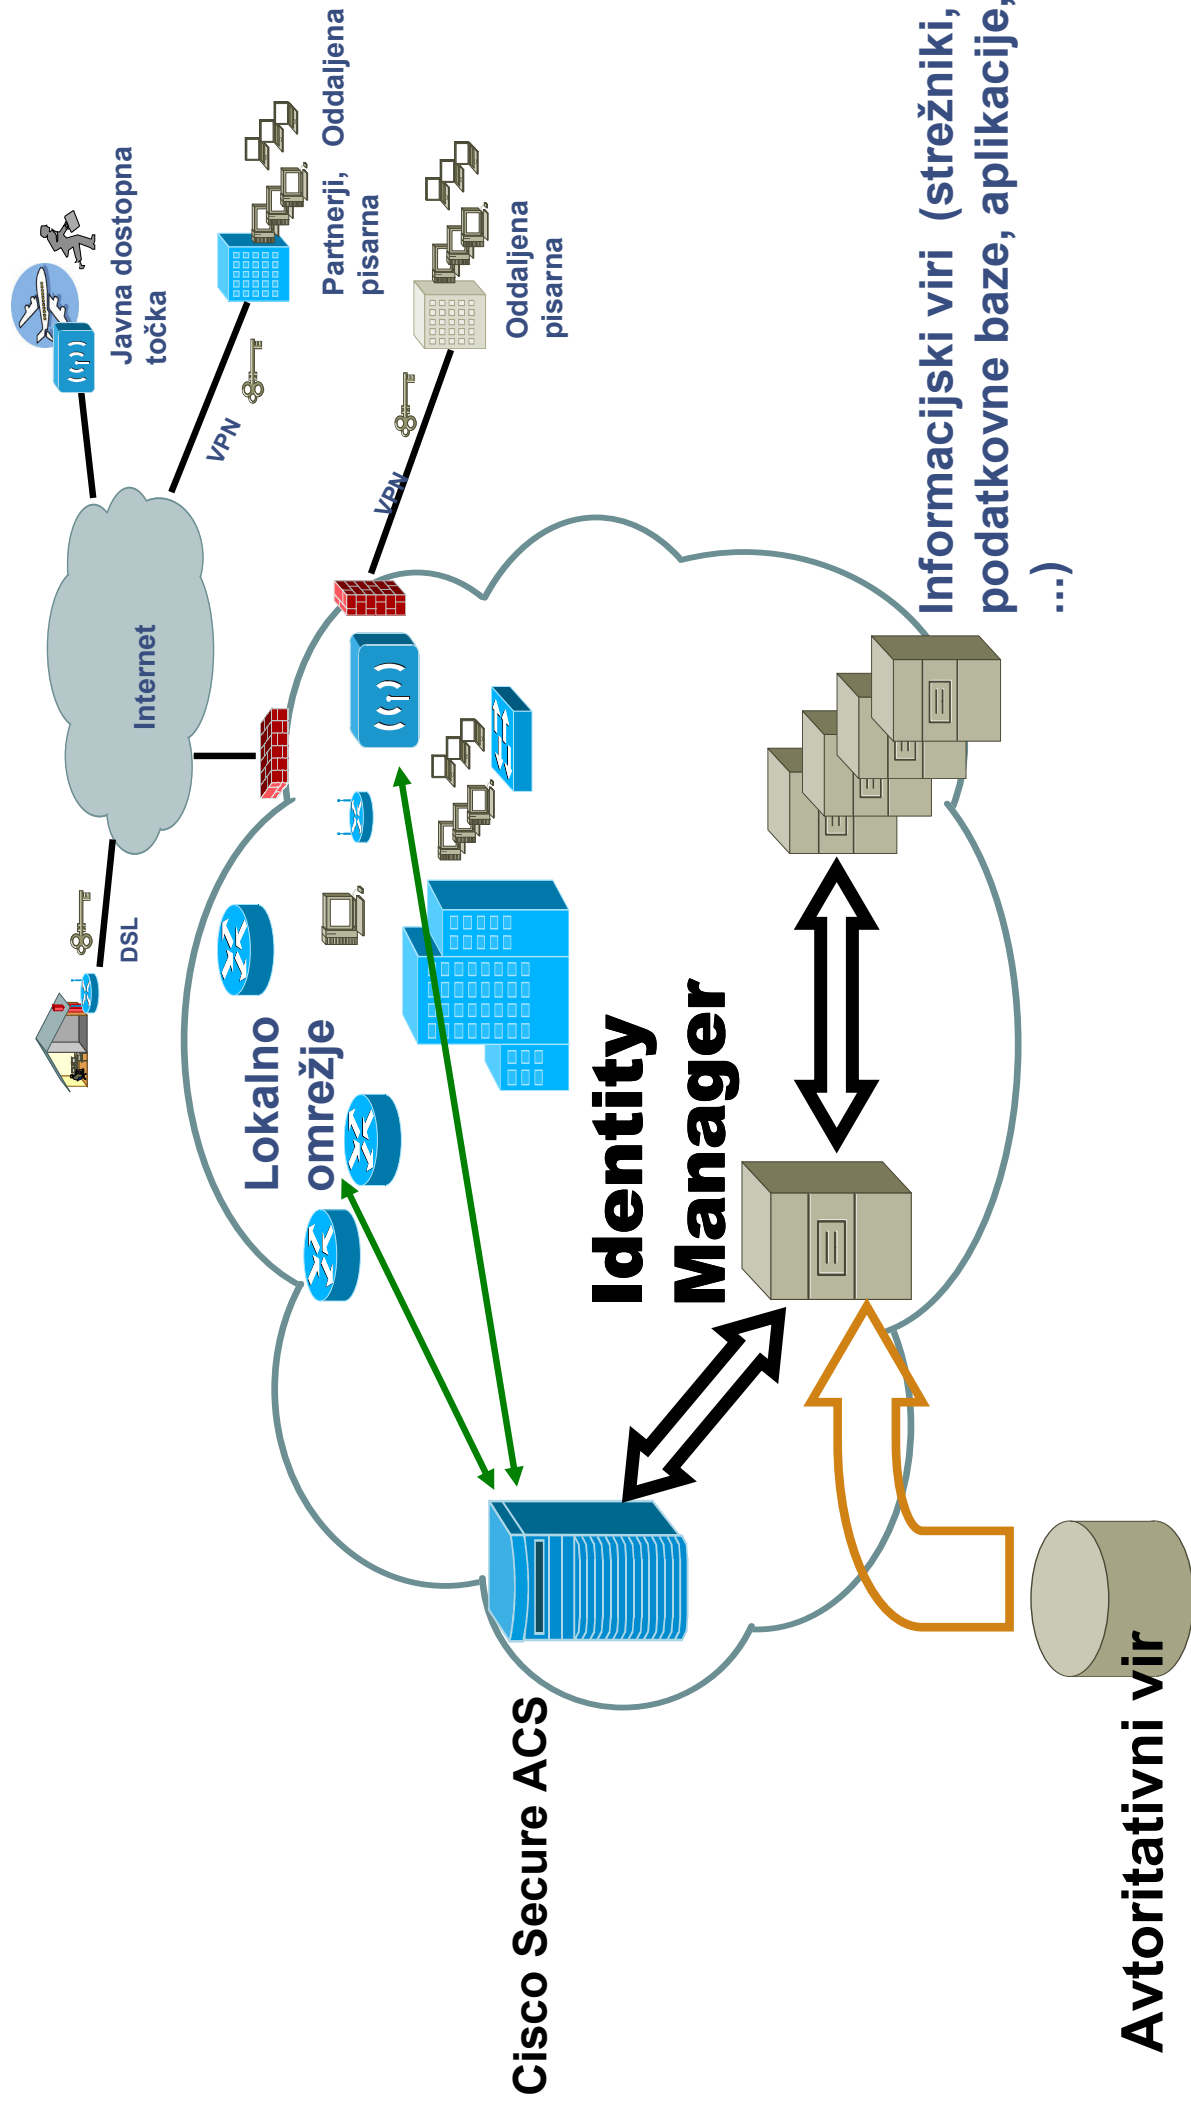 DSL
Internet
Javna dostopna
točka
VPN
Partnerji, Oddaljena
pisarna
VPN
Oddaljena
pisarna
Lokalno
omrežje
Cisco Secure ACS
Identity
Manager
Informacijski viri (strežniki,
podatkovne baze, aplikacije,
...)
Avtoritativni vir